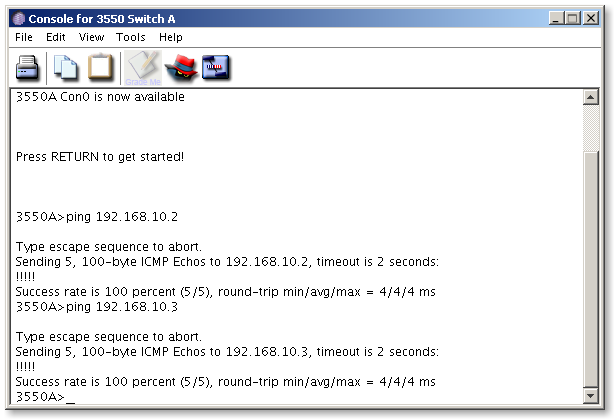 Console for 3550 Switch A
File Edit View Tools Help
Grade Me
3550A Con0 is now available
Press RETURN to get started!
3550A>ping 192.168.10.2
Type escape sequence to abort.
Sending 5, 100-byte ICMP Echos to 192.168.10.2, timeout is 2 seconds:
!!!!!
Success rate is 100 percent (5/5), round-trip min/avg/max = 4/4/4 ms
3550A>ping 192.168.10.3
Type escape sequence to abort.
Sending 5, 100-byte ICMP Echos to 192.168.10.3, timeout is 2 seconds:
!!!!!
Success rate is 100 percent (5/5), round-trip min/avg/max = 4/4/4 ms
3550A>_